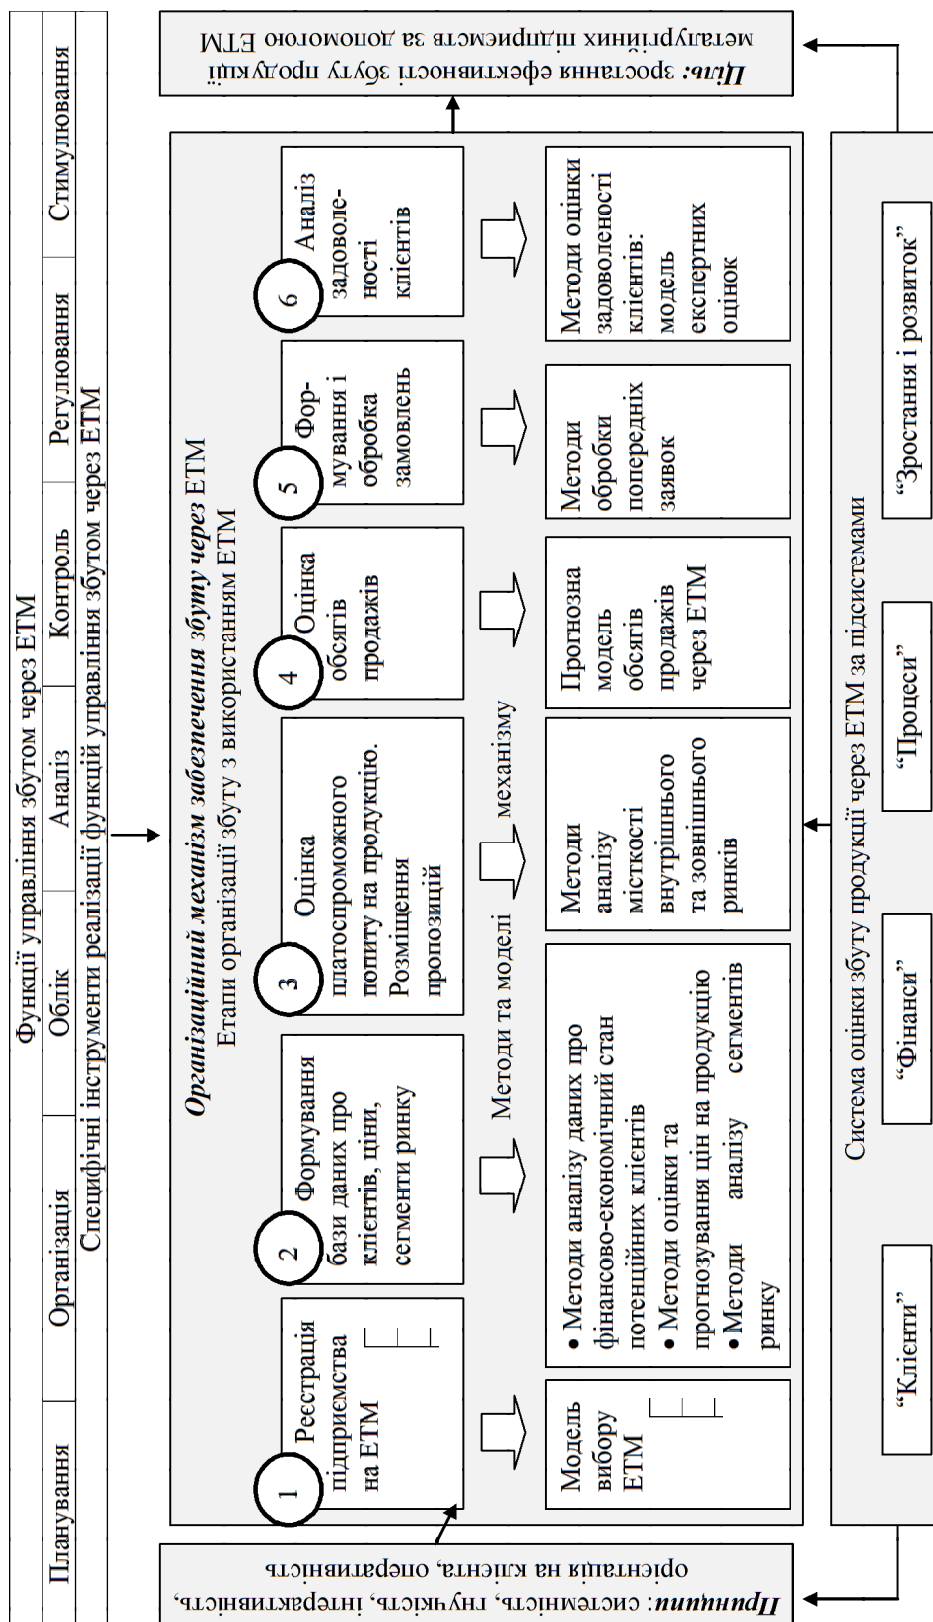 Функції управління збутом через ЕТМ
Планування
Організація
Облік
Аналіз
Контроль
Регулювання
Стимулювання
Специфічні інструменти реалізації функцій управління збутом через ЕТМ
Принципи: системність, гнучкість, інтерактивність,
орієнтація на клієнта, оперативність
Організаційний механізм забезпечення збуту через ЕТМ
Етапи організації збуту з використанням ЕТМ
1
Реєстрація
підприємства
на ЕТМ
2
Формування
бази даних про
клієнтів, ціни,
сегменти ринку
3
Оцінка
платоспроможного
попиту на продукцію.
Розміщення
пропозицій
4
Оцінка
обсягів
продажів
5
Фор-
мування і
обробка
замовлень
6
Аналіз
задоволе-
ності
клієнтів
Методи та моделі механізму
Модель
вибору
ЕТМ
• Методи аналізу даних про
фінансово-економічний стан
потенційних клієнтів
• Методи оцінки та
прогнозування цін на продукцію
• Методи аналізу сегментів
ринку
Методи
аналізу
місткості
внутрішнього
та зовнішнього
ринків
Прогнозна
модель
обсягів
продажів
через ЕТМ
Методи
обробки
попередніх
заявок
Методи оцінки
задоволеності
клієнтів:
модель
експертних
оцінок
Ціль: зростання ефективності збуту продукції
металургійних підприємств за допомогою ЕТМ
Система оцінки збуту продукції через ЕТМ за підсистемами
“Клієнти”
“Фінанси”
“Процеси”
“Зростання і розвиток”